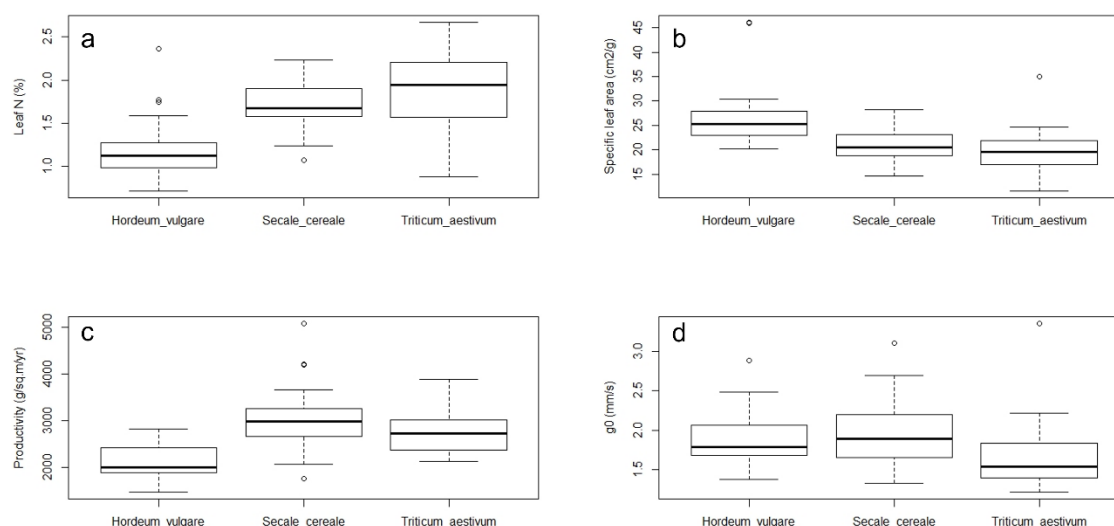 a
Leaf N (%)
2.5
2.0
1.5
1.0
Hordeum_vulgare Secale_cereale Triticum_aestivum
b
Specific leaf area (cm2/g)
45
40
35
30
25
20
15
Hordeum_vulgare Secale_cereale Triticum_aestivum
c
Productivity (g/sq.m/yr)
5000
4000
3000
2000
Hordeum_vulgare Secale_cereale Triticum_aestivum
d
g0 (mm/s)
3.0
2.5
2.0
1.5
Hordeum_vulgare Secale_cereale Triticum_aestivum